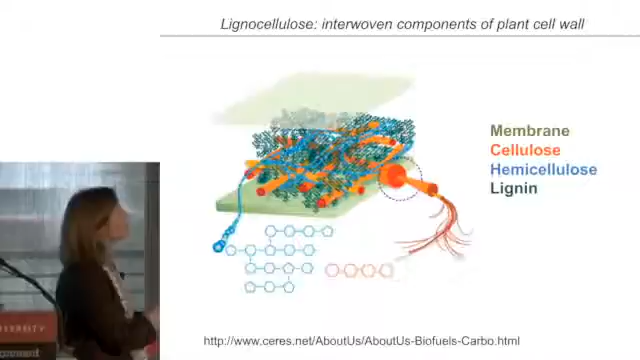 Lignocellulose: interwoven components of plant cell wall
Membrane
Cellulose
Hemicellulose
Lignin
VERSITY
http://www.ceres.net/AboutUs/AboutUs-Biofuels-Carbo.html